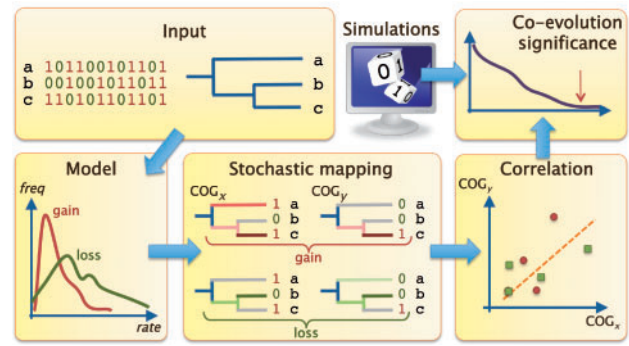 Input
a 101100101101
b 001001011011
c 110101101101
a
b
c
Simulations
0 1
1 0
Co-evolution
significance
Model
freq
gain
loss
rate
Stochastic mapping
COGx COGy
1 a 0 a
0 b 0 b
1 c 1 c
gain
1 a 0 a
0 b 0 b
1 c 1 c
loss
Correlation
COGy
COGx